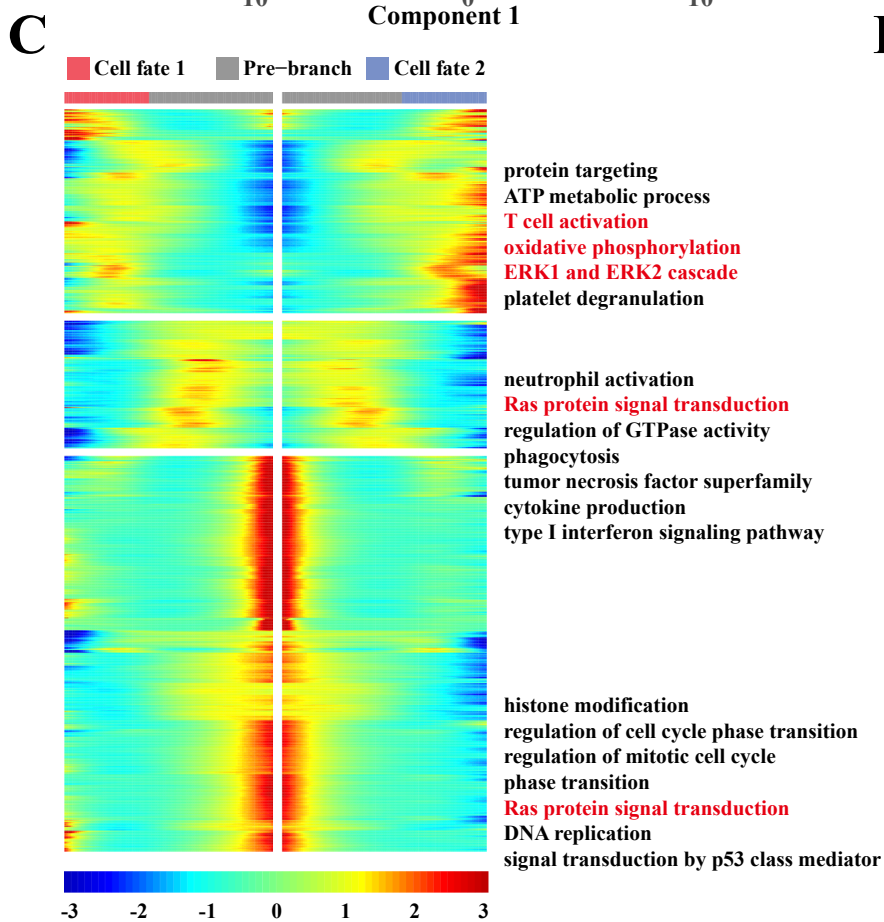 10 0 10
Component 1
C
Cell fate 1 Pre−branch Cell fate 2
protein targeting
ATP metabolic process
T cell activation
oxidative phosphorylation
ERK1 and ERK2 cascade
platelet degranulation
neutrophil activation
Ras protein signal transduction
regulation of GTPase activity
phagocytosis
tumor necrosis factor superfamily
cytokine production
type I interferon signaling pathway
histone modification
regulation of cell cycle phase transition
regulation of mitotic cell cycle
phase transition
Ras protein signal transduction
DNA replication
signal transduction by p53 class mediator
-3 -2 -1 0 1 2 3